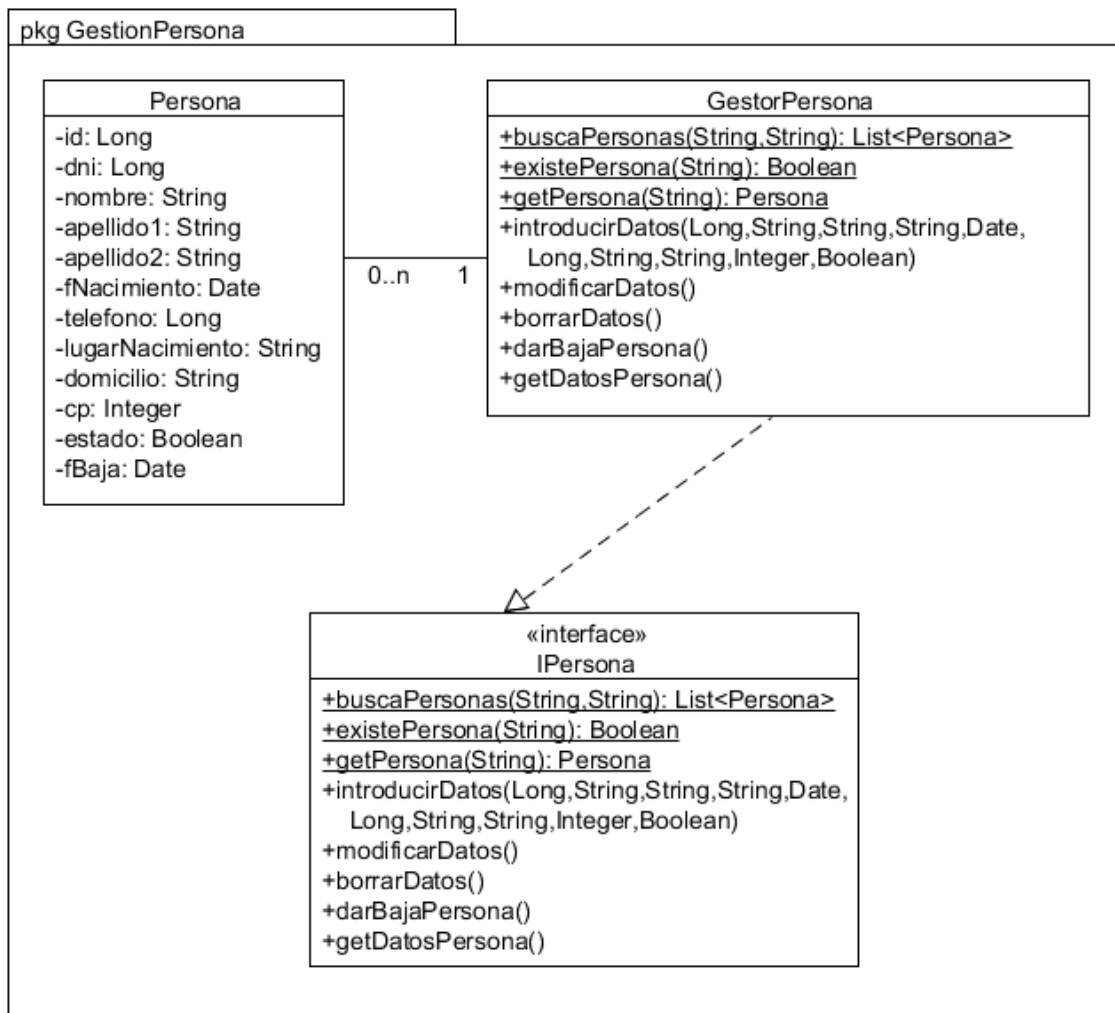 pkg GestionPersona
Persona
-id: Long
-dni: Long
-nombre: String
-apellido1: String
-apellido2: String
-fNacimiento: Date
-telefono: Long
-lugarNacimiento: String
-domicilio: String
-cp: Integer
-estado: Boolean
-fBaja: Date
0..n
1
GestorPersona
+buscaPersonas(String,String): List<Persona>
+existePersona(String): Boolean
+getPersona(String): Persona
+introducirDatos(Long,String,String,String,Date,
Long,String,String,Integer,Boolean)
+modificarDatos()
+borrarDatos()
+darBajaPersona()
+getDatosPersona()
«interface»
IPersona
+buscaPersonas(String,String): List<Persona>
+existePersona(String): Boolean
+getPersona(String): Persona
+introducirDatos(Long,String,String,String,Date,
Long,String,String,Integer,Boolean)
+modificarDatos()
+borrarDatos()
+darBajaPersona()
+getDatosPersona()